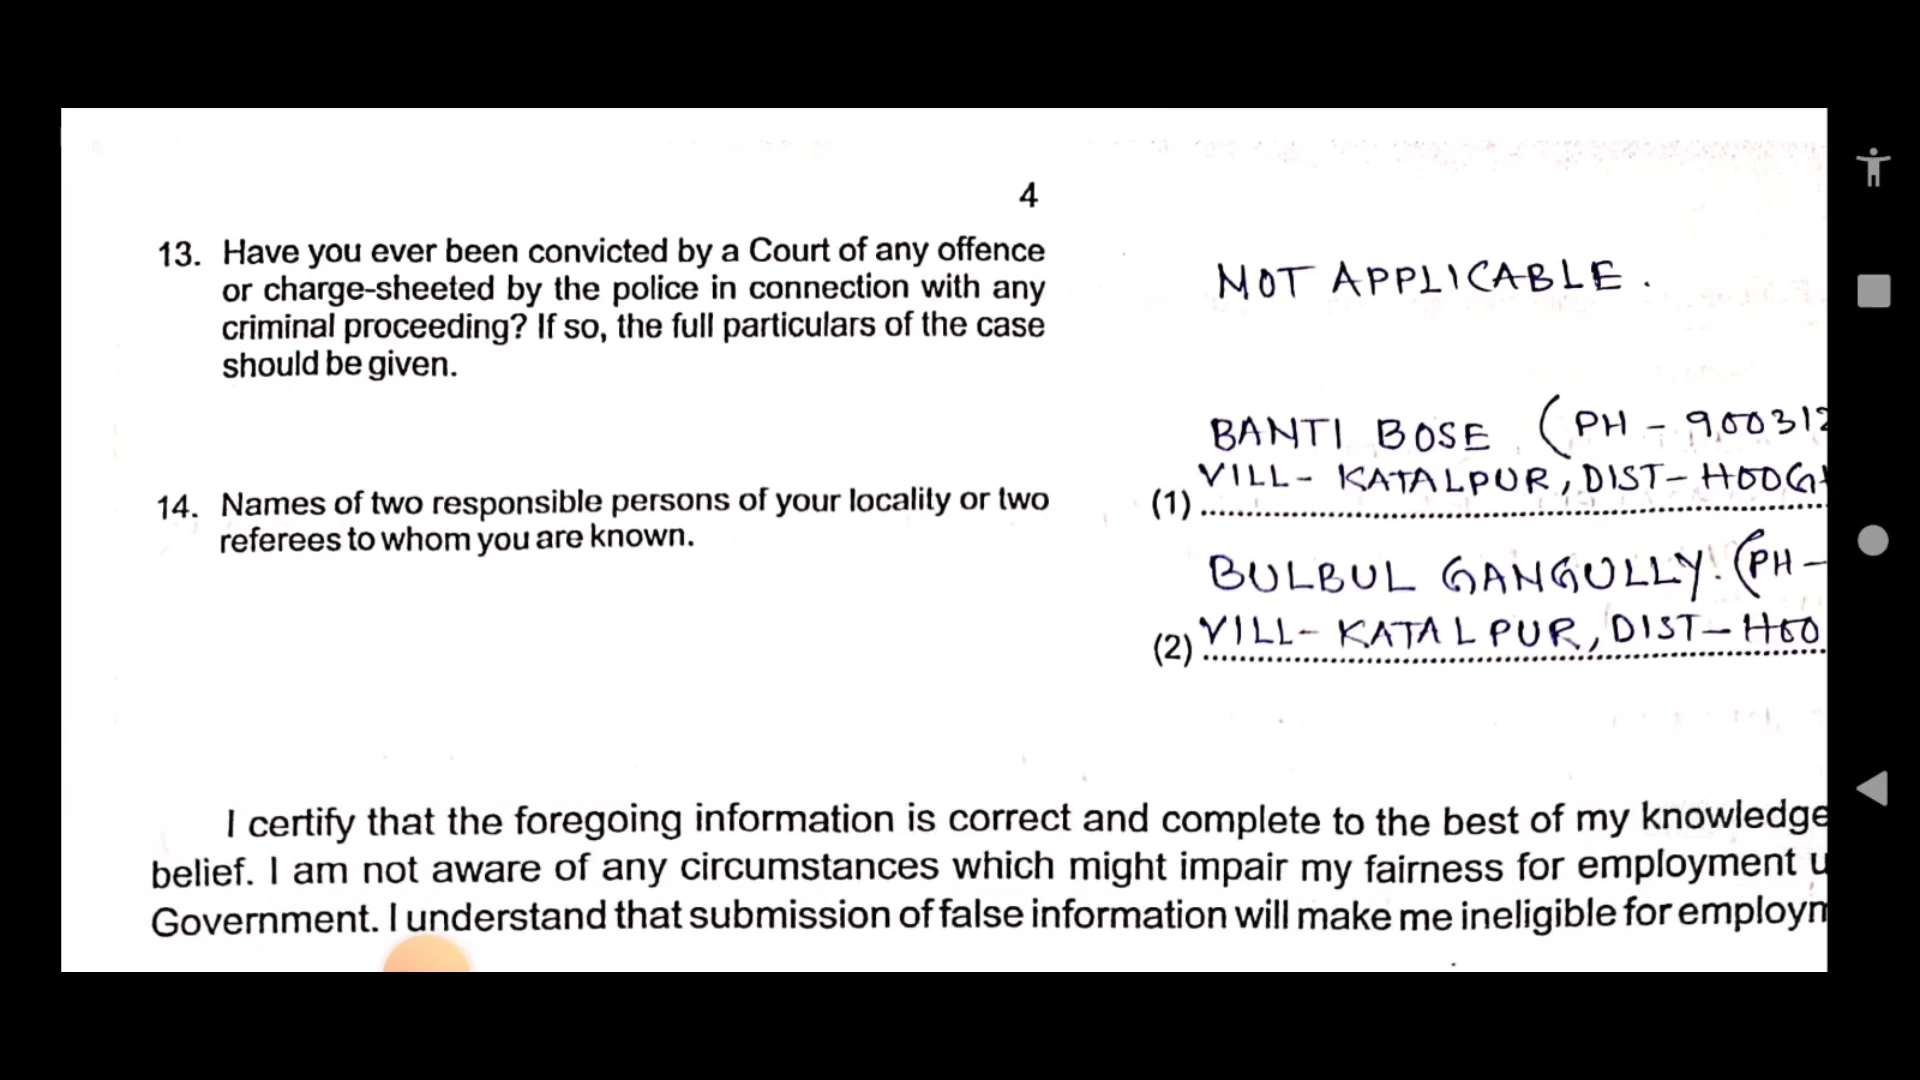 4
13. Have you ever been convicted by a Court of any offence
or charge-sheeted by the police in connection with any
criminal proceeding? If so, the full particulars of the case
should be given.
NOT APPLICABLE.
14. Names of two responsible persons of your locality or two
referees to whom you are known.
BANTI BOSE (PH - 90031
(1) VILL- KATALPUR, DIST- HOOG
BULBUL GANGULLY. (PH -
(2) VILL- KATALPUR, DIST- HOO
I certify that the foregoing information is correct and complete to the best of my knowledge
belief. I am not aware of any circumstances which might impair my fairness for employment u
Government. I understand that submission of false information will make me ineligible for employ